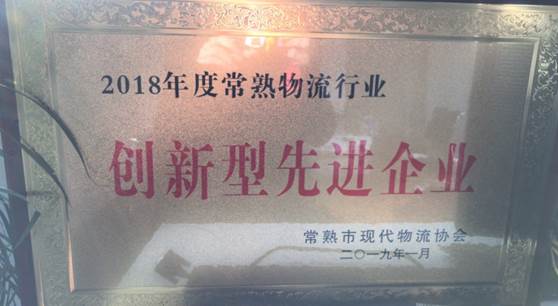 2018年度常熟物流行业
创新型先进企业
常熟市现代物流协会
二〇一九年一月